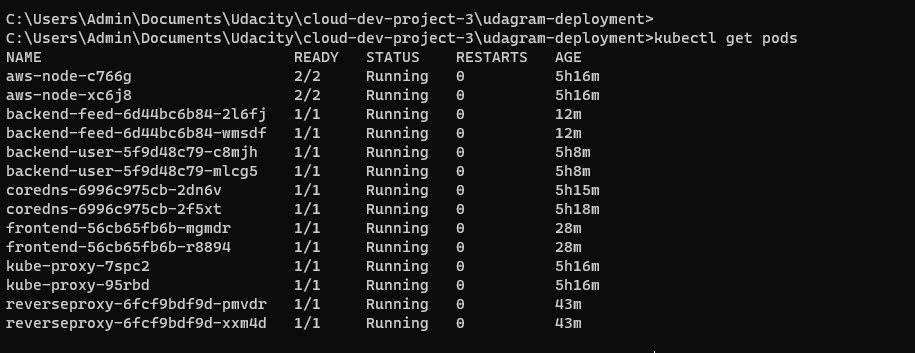 C:\Users\Admin\Documents\Udacity\cloud-dev-project-3\udagram-deployment>
C:\Users\Admin\Documents\Udacity\cloud-dev-project-3\udagram-deployment>kubectl get pods
NAME READY STATUS RESTARTS AGE
aws-node-c766g 2/2 Running 0 5h16m
aws-node-xc6j8 2/2 Running 0 5h16m
backend-feed-6d44bc6b84-2l6fj 1/1 Running 0 12m
backend-feed-6d44bc6b84-wmsdf 1/1 Running 0 12m
backend-user-5f9d48c79-c8mjh 1/1 Running 0 5h8m
backend-user-5f9d48c79-mlcg5 1/1 Running 0 5h8m
coredns-6996c975cb-2dn6v 1/1 Running 0 5h15m
coredns-6996c975cb-2f5xt 1/1 Running 0 5h18m
frontend-56cb65fb6b-mgmdr 1/1 Running 0 28m
frontend-56cb65fb6b-r8894 1/1 Running 0 28m
kube-proxy-7spc2 1/1 Running 0 5h16m
kube-proxy-95rbd 1/1 Running 0 5h16m
reverseproxy-6fcf9bdf9d-pmvdr 1/1 Running 0 43m
reverseproxy-6fcf9bdf9d-xxm4d 1/1 Running 0 43m